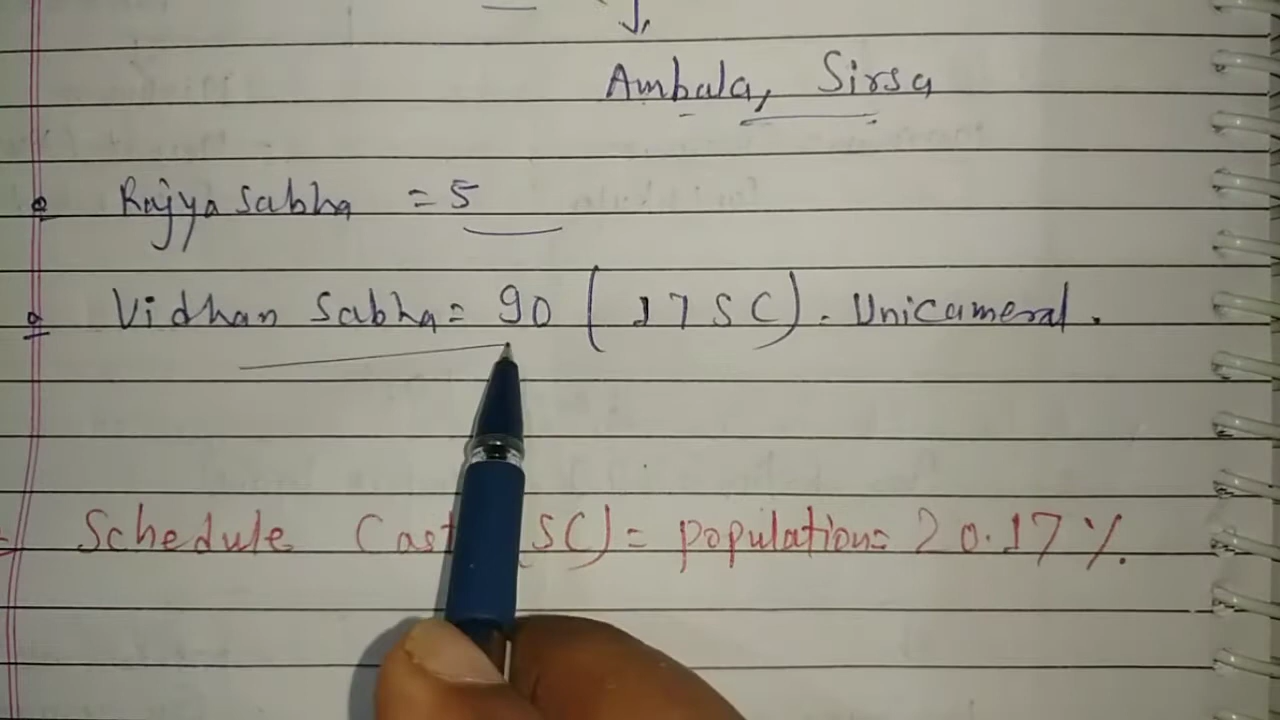 Ambala, Sirsa
Rajya Sabha = 5
Vidhan Sabha = 90 ( 17 SC) . Unicameral .
Schedule Cast (SC) = population = 20.17 %.